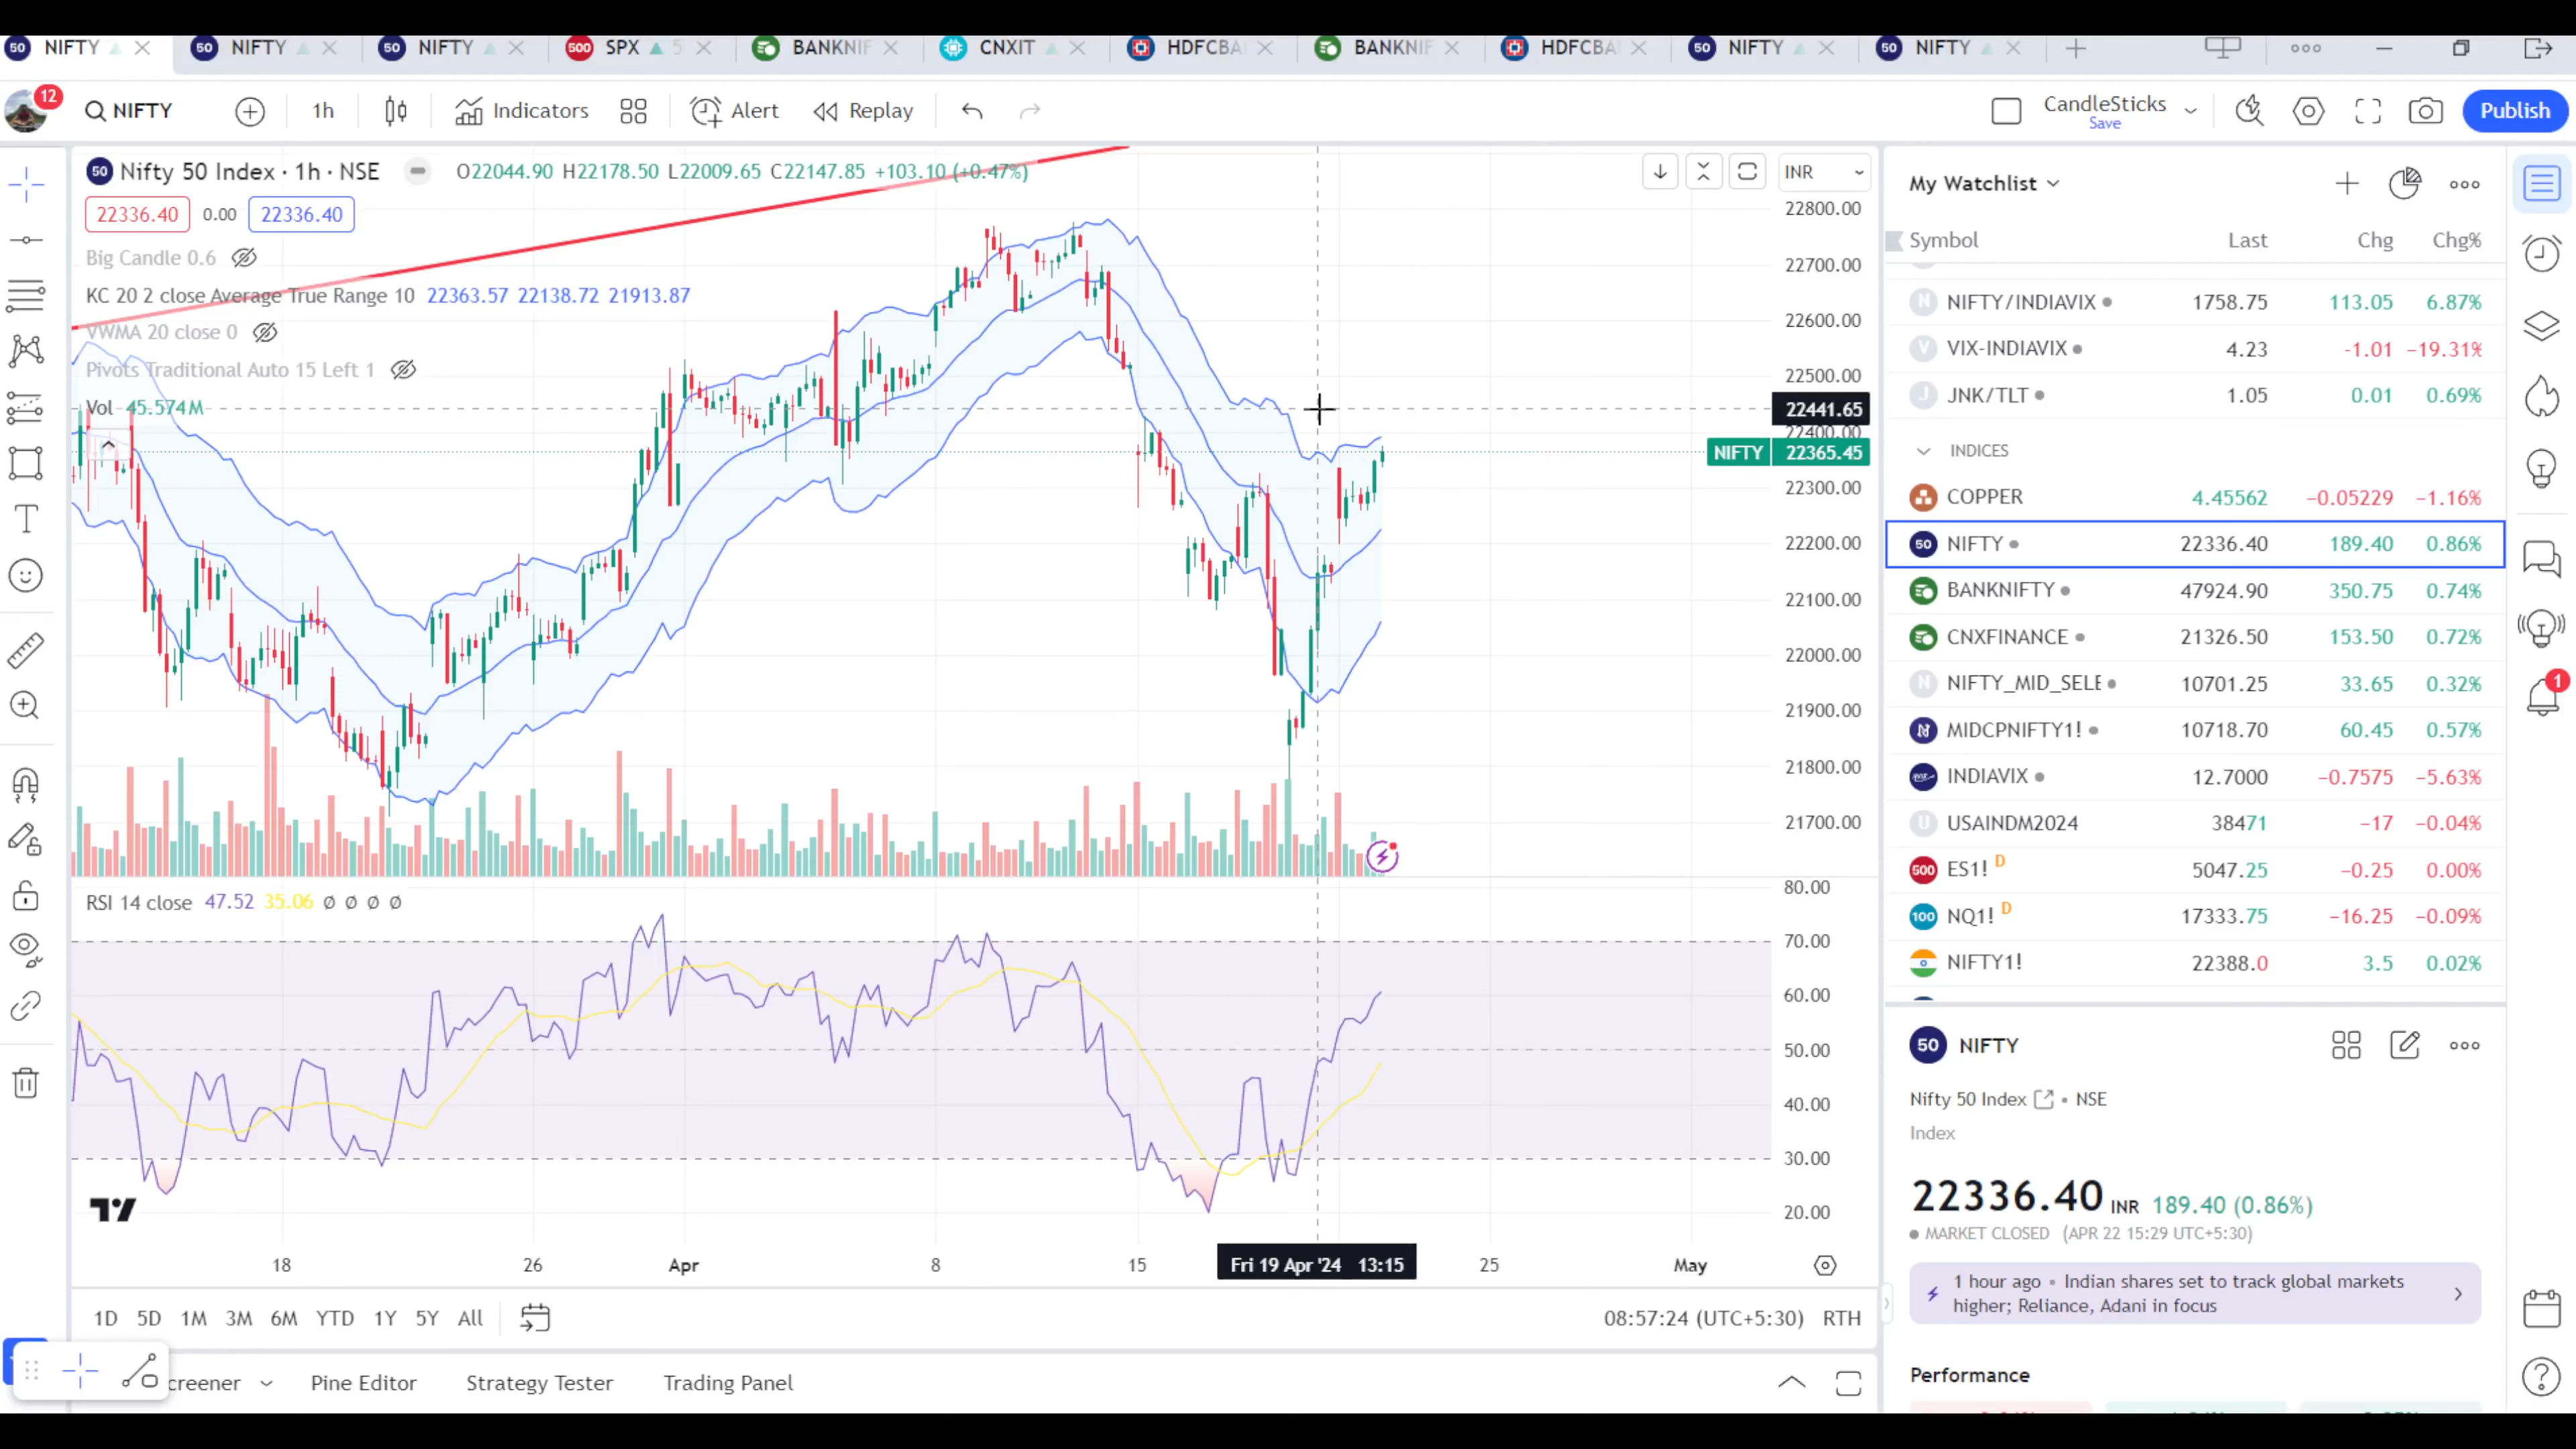 50 NIFTY 50 NIFTY 50 NIFTY 500 SPX 5 BANKNIF CNXIT HDFCBA BANKNIF HDFCBA 50 NIFTY 50 NIFTY
12 NIFTY 1h Indicators Alert Replay CandleSticks Save Publish
50 Nifty 50 Index · 1h · NSE O22044.90 H22178.50 L22009.65 C22147.85 +103.10 (+0.47%) INR
22336.40 0.00 22336.40
Big Candle 0.6
KC 20 2 close Average True Range 10 22363.57 22138.72 21913.87
VWMA 20 close 0
Pivots Traditional Auto 15 Left 1
Vol 45.574M
22800.00
22700.00
22600.00
22500.00
22441.65
22400.00
NIFTY 22365.45
22300.00
22200.00
22100.00
22000.00
21900.00
21800.00
21700.00
RSI 14 close 47.52 35.06 Ø Ø Ø Ø
80.00
70.00
60.00
50.00
40.00
30.00
20.00
18 26 Apr 8 15 Fri 19 Apr '24 13:15 25 May
1D 5D 1M 3M 6M YTD 1Y 5Y All 08:57:24 (UTC+5:30) RTH
creener Pine Editor Strategy Tester Trading Panel
My Watchlist
Symbol Last Chg Chg%
N NIFTY/INDIAVIX 1758.75 113.05 6.87%
V VIX-INDIAVIX 4.23 -1.01 −19.31%
J JNK/TLT 1.05 0.01 0.69%
INDICES
COPPER 4.45562 −0.05229 −1.16%
50 NIFTY 22336.40 189.40 0.86%
BANKNIFTY 47924.90 350.75 0.74%
CNXFINANCE 21326.50 153.50 0.72%
N NIFTY_MID_SELE 10701.25 33.65 0.32%
MIDCPNIFTY1! 10718.70 60.45 0.57%
INDIAVIX 12.7000 −0.7575 −5.63%
U USAINDM2024 38471 −17 −0.04%
500 ES1! D 5047.25 −0.25 0.00%
100 NQ1! D 17333.75 −16.25 −0.09%
NIFTY1! 22388.0 3.5 0.02%
50 NIFTY
Nifty 50 Index • NSE
Index
22336.40 INR 189.40 (0.86%)
MARKET CLOSED (APR 22 15:29 UTC+5:30)
1 hour ago • Indian shares set to track global markets
higher; Reliance, Adani in focus
Performance
1